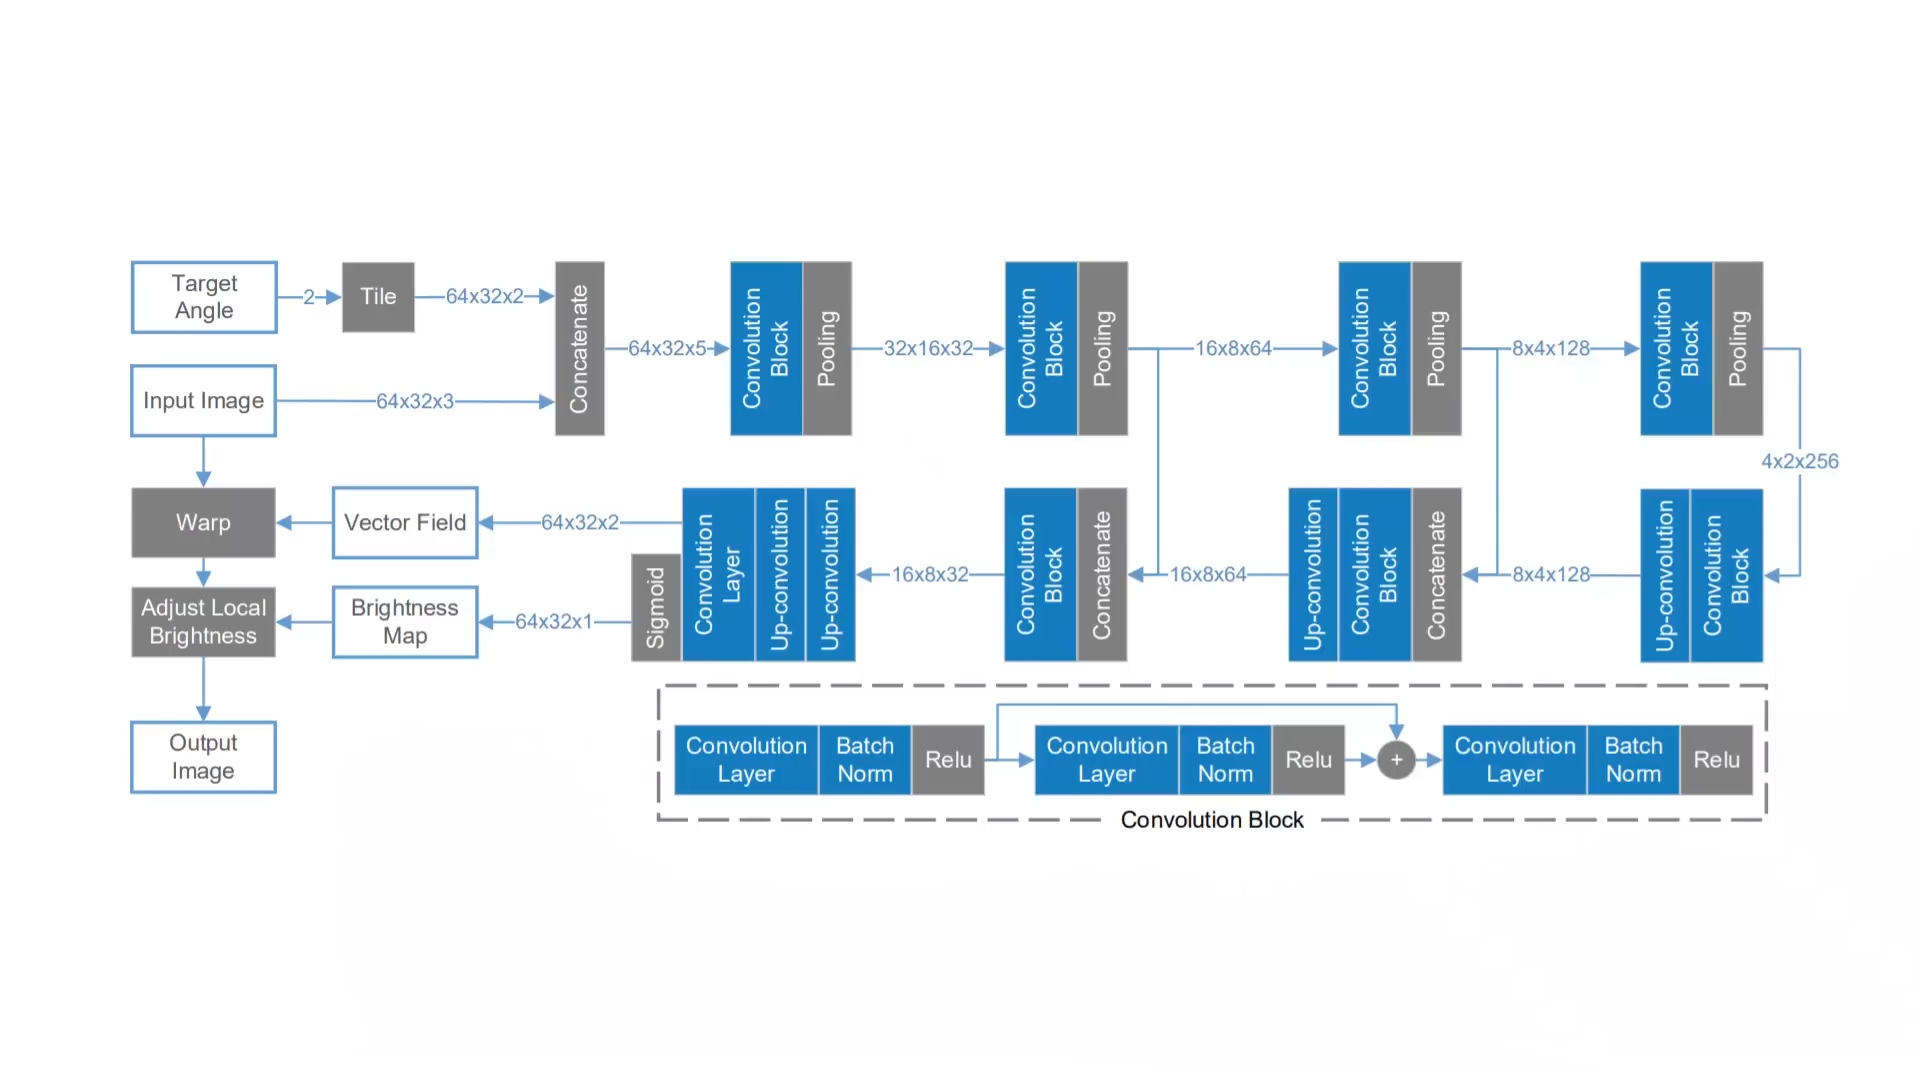 Target
Angle
2
Tile
64x32x2
Concatenate
64x32x5
Convolution
Block
Pooling
32x16x32
Convolution
Block
Pooling
16x8x64
Convolution
Block
Pooling
8x4x128
Convolution
Block
Pooling
Input Image
64x32x3
4x2x256
Warp
Vector Field
64x32x2
Sigmoid
Convolution
Layer
Up-convolution
Up-convolution
16x8x32
Convolution
Block
Concatenate
16x8x64
Up-convolution
Convolution
Block
Concatenate
8x4x128
Up-convolution
Convolution
Block
Adjust Local
Brightness
Brightness
Map
64x32x1
Output
Image
Convolution
Layer
Batch
Norm
Relu
Convolution
Layer
Batch
Norm
Relu
+
Convolution
Layer
Batch
Norm
Relu
Convolution Block